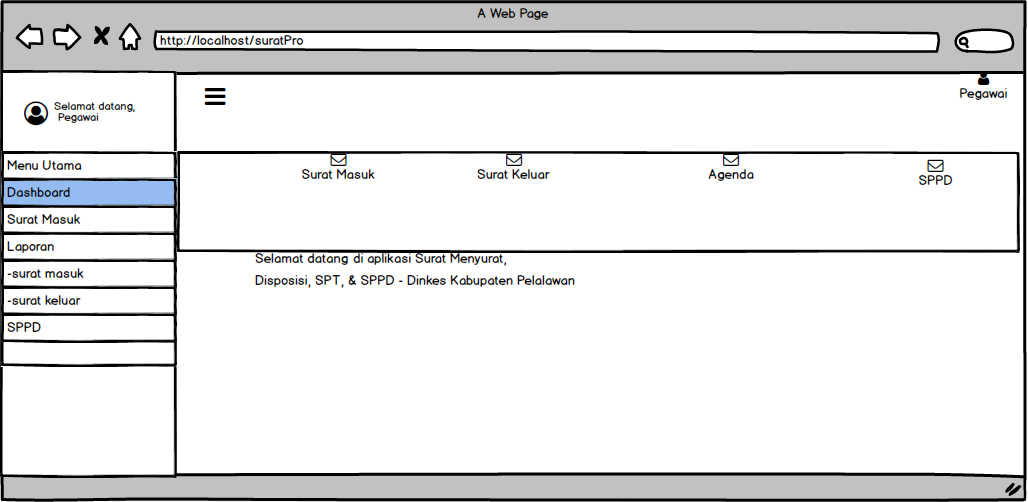 A Web Page
http://localhost/suratPro
Selamat datang,
Pegawai
Pegawai
Menu Utama
Dashboard
Surat Masuk
Laporan
-surat masuk
-surat keluar
SPPD
Surat Masuk
Surat Keluar
Agenda
SPPD
Selamat datang di aplikasi Surat Menyurat,
Disposisi, SPT, & SPPD - Dinkes Kabupaten Pelalawan